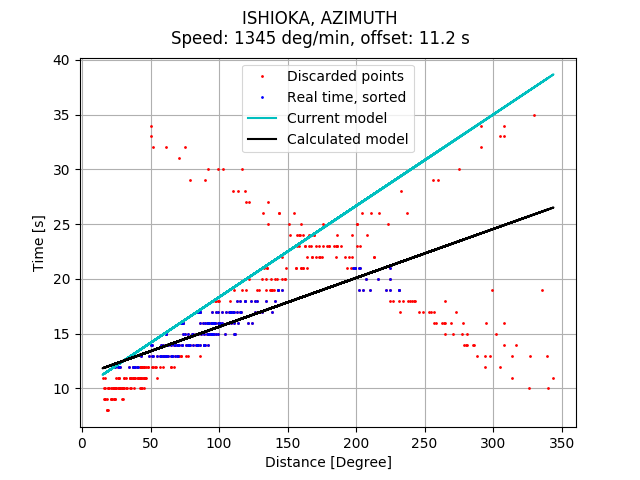 ISHIOKA, AZIMUTH
Speed: 1345 deg/min, offset: 11.2 s
Discarded points
Real time, sorted
Current model
Calculated model
Time [s]
40
35
30
25
20
15
10
0
50
100
150
200
250
300
350
Distance [Degree]